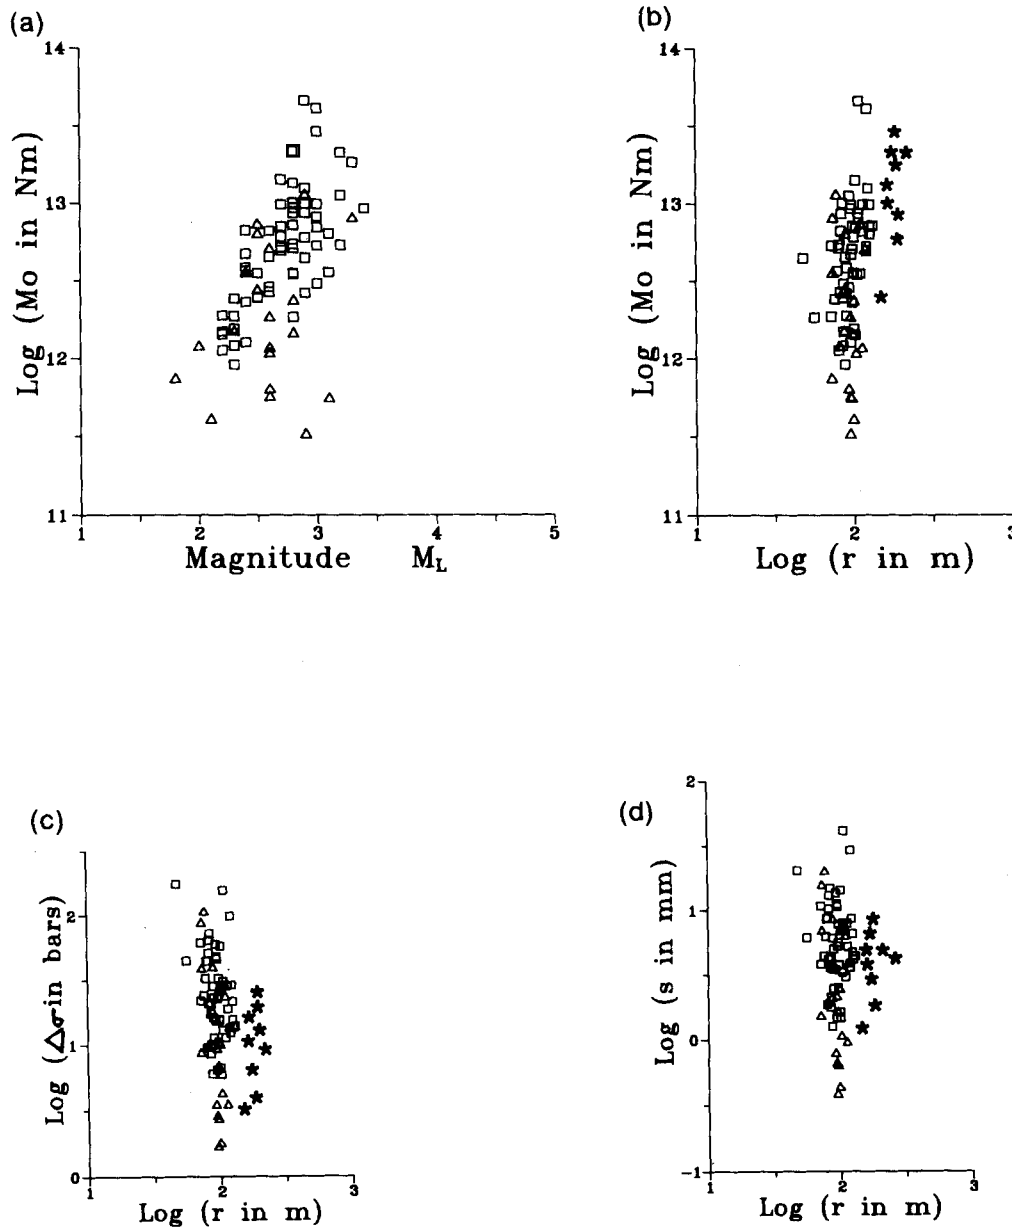 (a)
14
13
12
11
Log (Mo in Nm)
1 2 3 4 5
Magnitude M_L
(b)
14
13
12
11
Log (Mo in Nm)
1 2 3
Log (r in m)
(c)
2
1
0
Log (Δσ in bars)
1 2 3
Log (r in m)
(d)
2
1
0
-1
Log (s in mm)
1 2 3
Log (r in m)